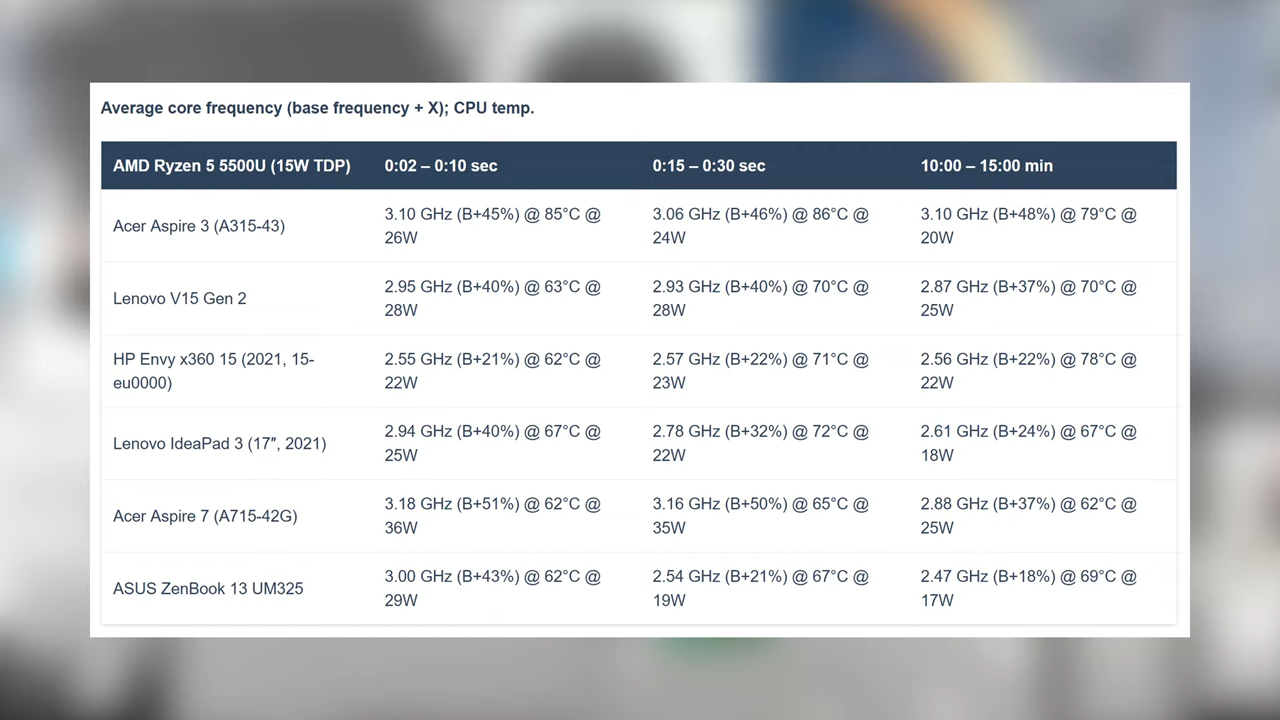 Average core frequency (base frequency + X); CPU temp.
AMD Ryzen 5 5500U (15W TDP) 0:02 – 0:10 sec 0:15 – 0:30 sec 10:00 – 15:00 min
Acer Aspire 3 (A315-43) 3.10 GHz (B+45%) @ 85°C @ 26W 3.06 GHz (B+46%) @ 86°C @ 24W 3.10 GHz (B+48%) @ 79°C @ 20W
Lenovo V15 Gen 2 2.95 GHz (B+40%) @ 63°C @ 28W 2.93 GHz (B+40%) @ 70°C @ 28W 2.87 GHz (B+37%) @ 70°C @ 25W
HP Envy x360 15 (2021, 15-eu0000) 2.55 GHz (B+21%) @ 62°C @ 22W 2.57 GHz (B+22%) @ 71°C @ 23W 2.56 GHz (B+22%) @ 78°C @ 22W
Lenovo IdeaPad 3 (17″, 2021) 2.94 GHz (B+40%) @ 67°C @ 25W 2.78 GHz (B+32%) @ 72°C @ 22W 2.61 GHz (B+24%) @ 67°C @ 18W
Acer Aspire 7 (A715-42G) 3.18 GHz (B+51%) @ 62°C @ 36W 3.16 GHz (B+50%) @ 65°C @ 35W 2.88 GHz (B+37%) @ 62°C @ 25W
ASUS ZenBook 13 UM325 3.00 GHz (B+43%) @ 62°C @ 29W 2.54 GHz (B+21%) @ 67°C @ 19W 2.47 GHz (B+18%) @ 69°C @ 17W